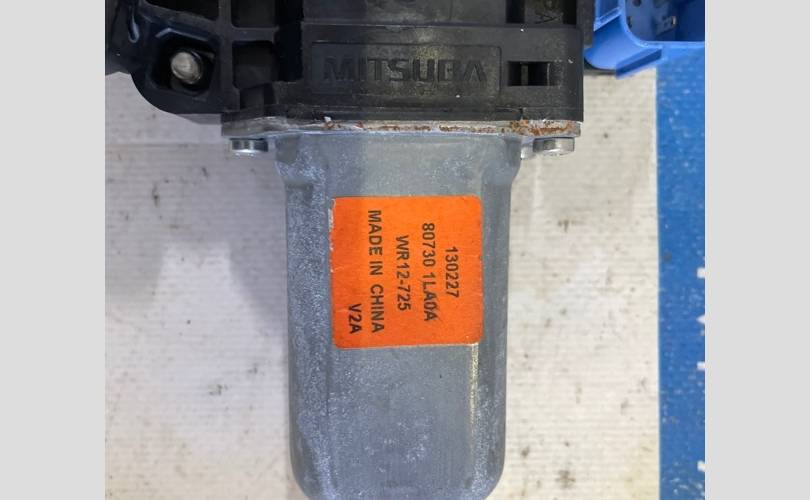 MITSUBA
130227
80730 1LA0A
WR12-725
MADE IN CHINA
V2A